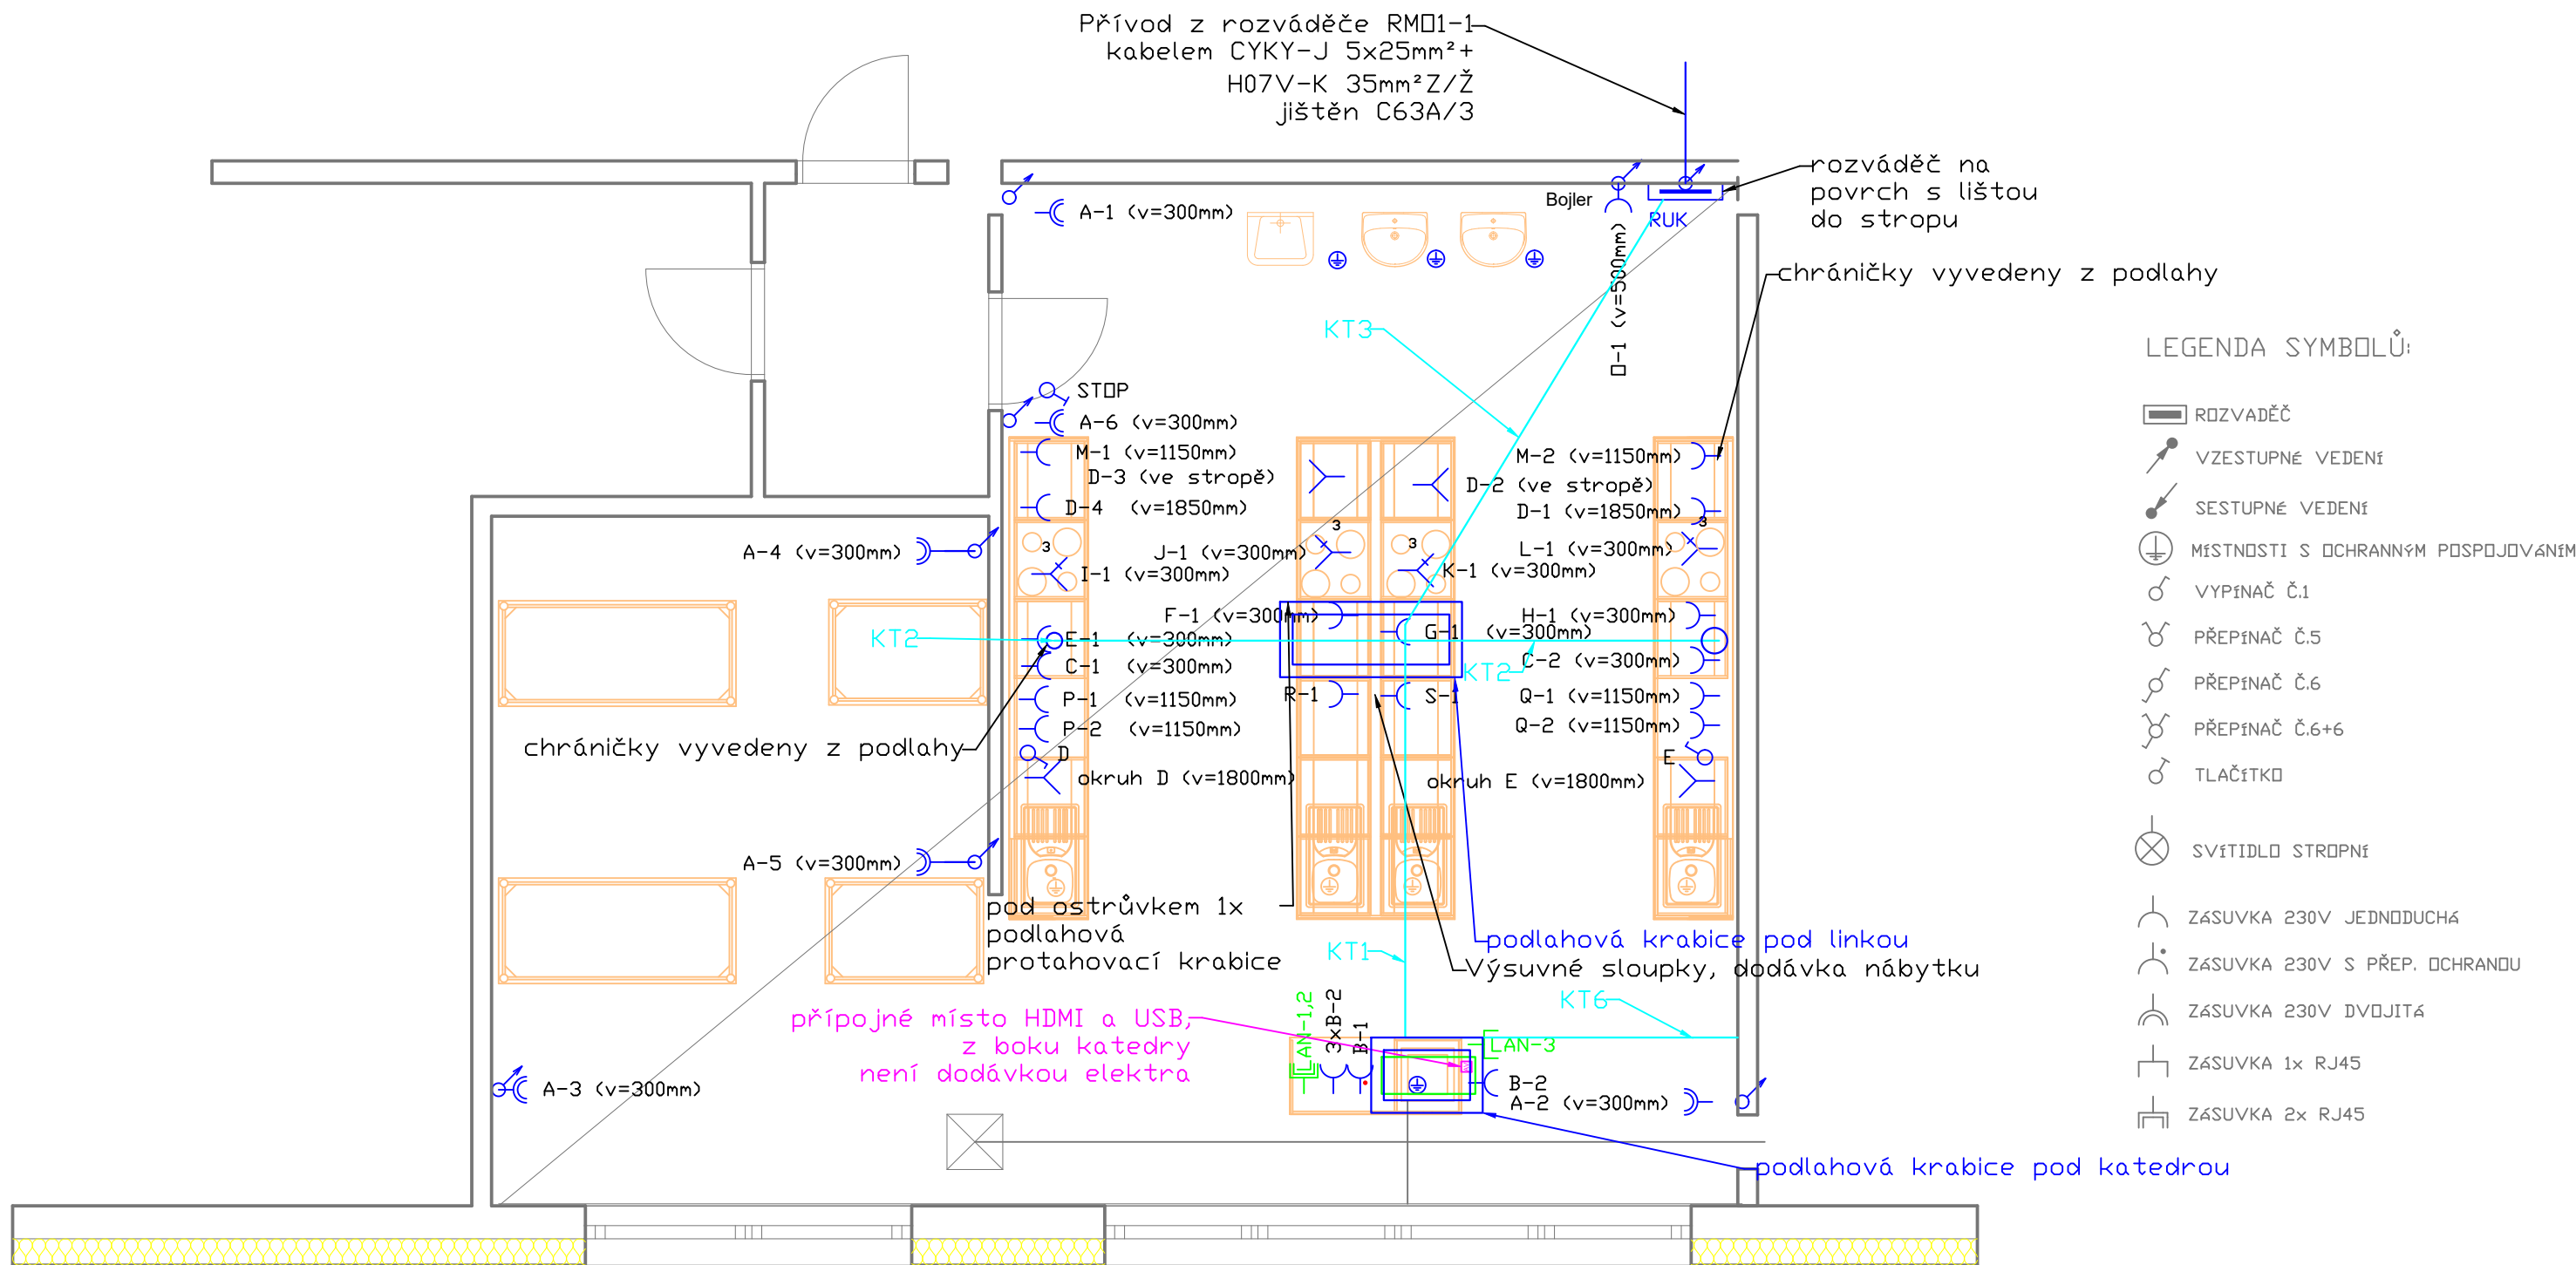 Přívod z rozváděče RMO1-1
kabelem CYKY-J 5x25mm²+
H07V-K 35mm²Z/Ž
jištěn C63A/3
rozváděč na
povrch s lištou
do stropu
Bojler
RUK
A-1 (v=300mm)
O-1 (v=500mm)
chráničky vyvedeny z podlahy
KT3
STOP
A-6 (v=300mm)
M-1 (v=1150mm)
D-3 (ve stropě)
D-4 (v=1850mm)
M-2 (v=1150mm)
D-2 (ve stropě)
D-1 (v=1850mm)
A-4 (v=300mm)
3
3
3
3
J-1 (v=300mm)
I-1 (v=300mm)
L-1 (v=300mm)
K-1 (v=300mm)
F-1 (v=300mm)
H-1 (v=300mm)
KT2
E-1 (v=300mm)
G-1 (v=300mm)
C-1 (v=300mm)
KT2
C-2 (v=300mm)
P-1 (v=1150mm)
R-1
S-1
Q-1 (v=1150mm)
P-2 (v=1150mm)
Q-2 (v=1150mm)
chráničky vyvedeny z podlahy
D
E
okruh D (v=1800mm)
okruh E (v=1800mm)
A-5 (v=300mm)
pod ostrůvkem 1x
podlahová
protahovací krabice
podlahová krabice pod linkou
Výsuvné sloupky, dodávka nábytku
KT1
KT6
přípojné místo HDMI a USB,
z boku katedry
není dodávkou elektra
LAN-1,2
3xB-2
B-1
LAN-3
B-2
A-2 (v=300mm)
A-3 (v=300mm)
podlahová krabice pod katedrou
LEGENDA SYMBOLŮ:
ROZVADĚČ
VZESTUPNÉ VEDENÍ
SESTUPNÉ VEDENÍ
MÍSTNOSTI S OCHRANNÝM POSPOJOVÁNÍM
VYPÍNAČ Č.1
PŘEPÍNAČ Č.5
PŘEPÍNAČ Č.6
PŘEPÍNAČ Č.6+6
TLAČÍTKO
SVÍTIDLO STROPNÍ
ZÁSUVKA 230V JEDNODUCHÁ
ZÁSUVKA 230V S PŘEP. OCHRANOU
ZÁSUVKA 230V DVOJITÁ
ZÁSUVKA 1x RJ45
ZÁSUVKA 2x RJ45